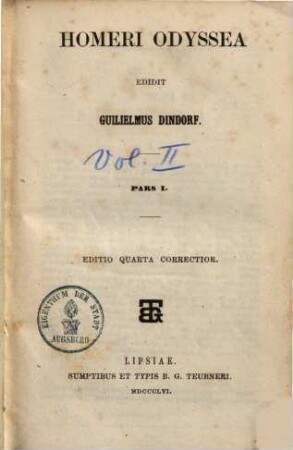 HOMERI ODYSSEA
EDIDIT
GUILIELMUS DINDORF.
Vol. II
PARS I.
EDITIO QUARTA CORRECTIOR.
EIGENTHUM DER STADT
AUGSBURG
BTG
LIPSIAE.
SUMPTIBUS ET TYPIS B. G. TEUBNERI.
MDCCCLVI.